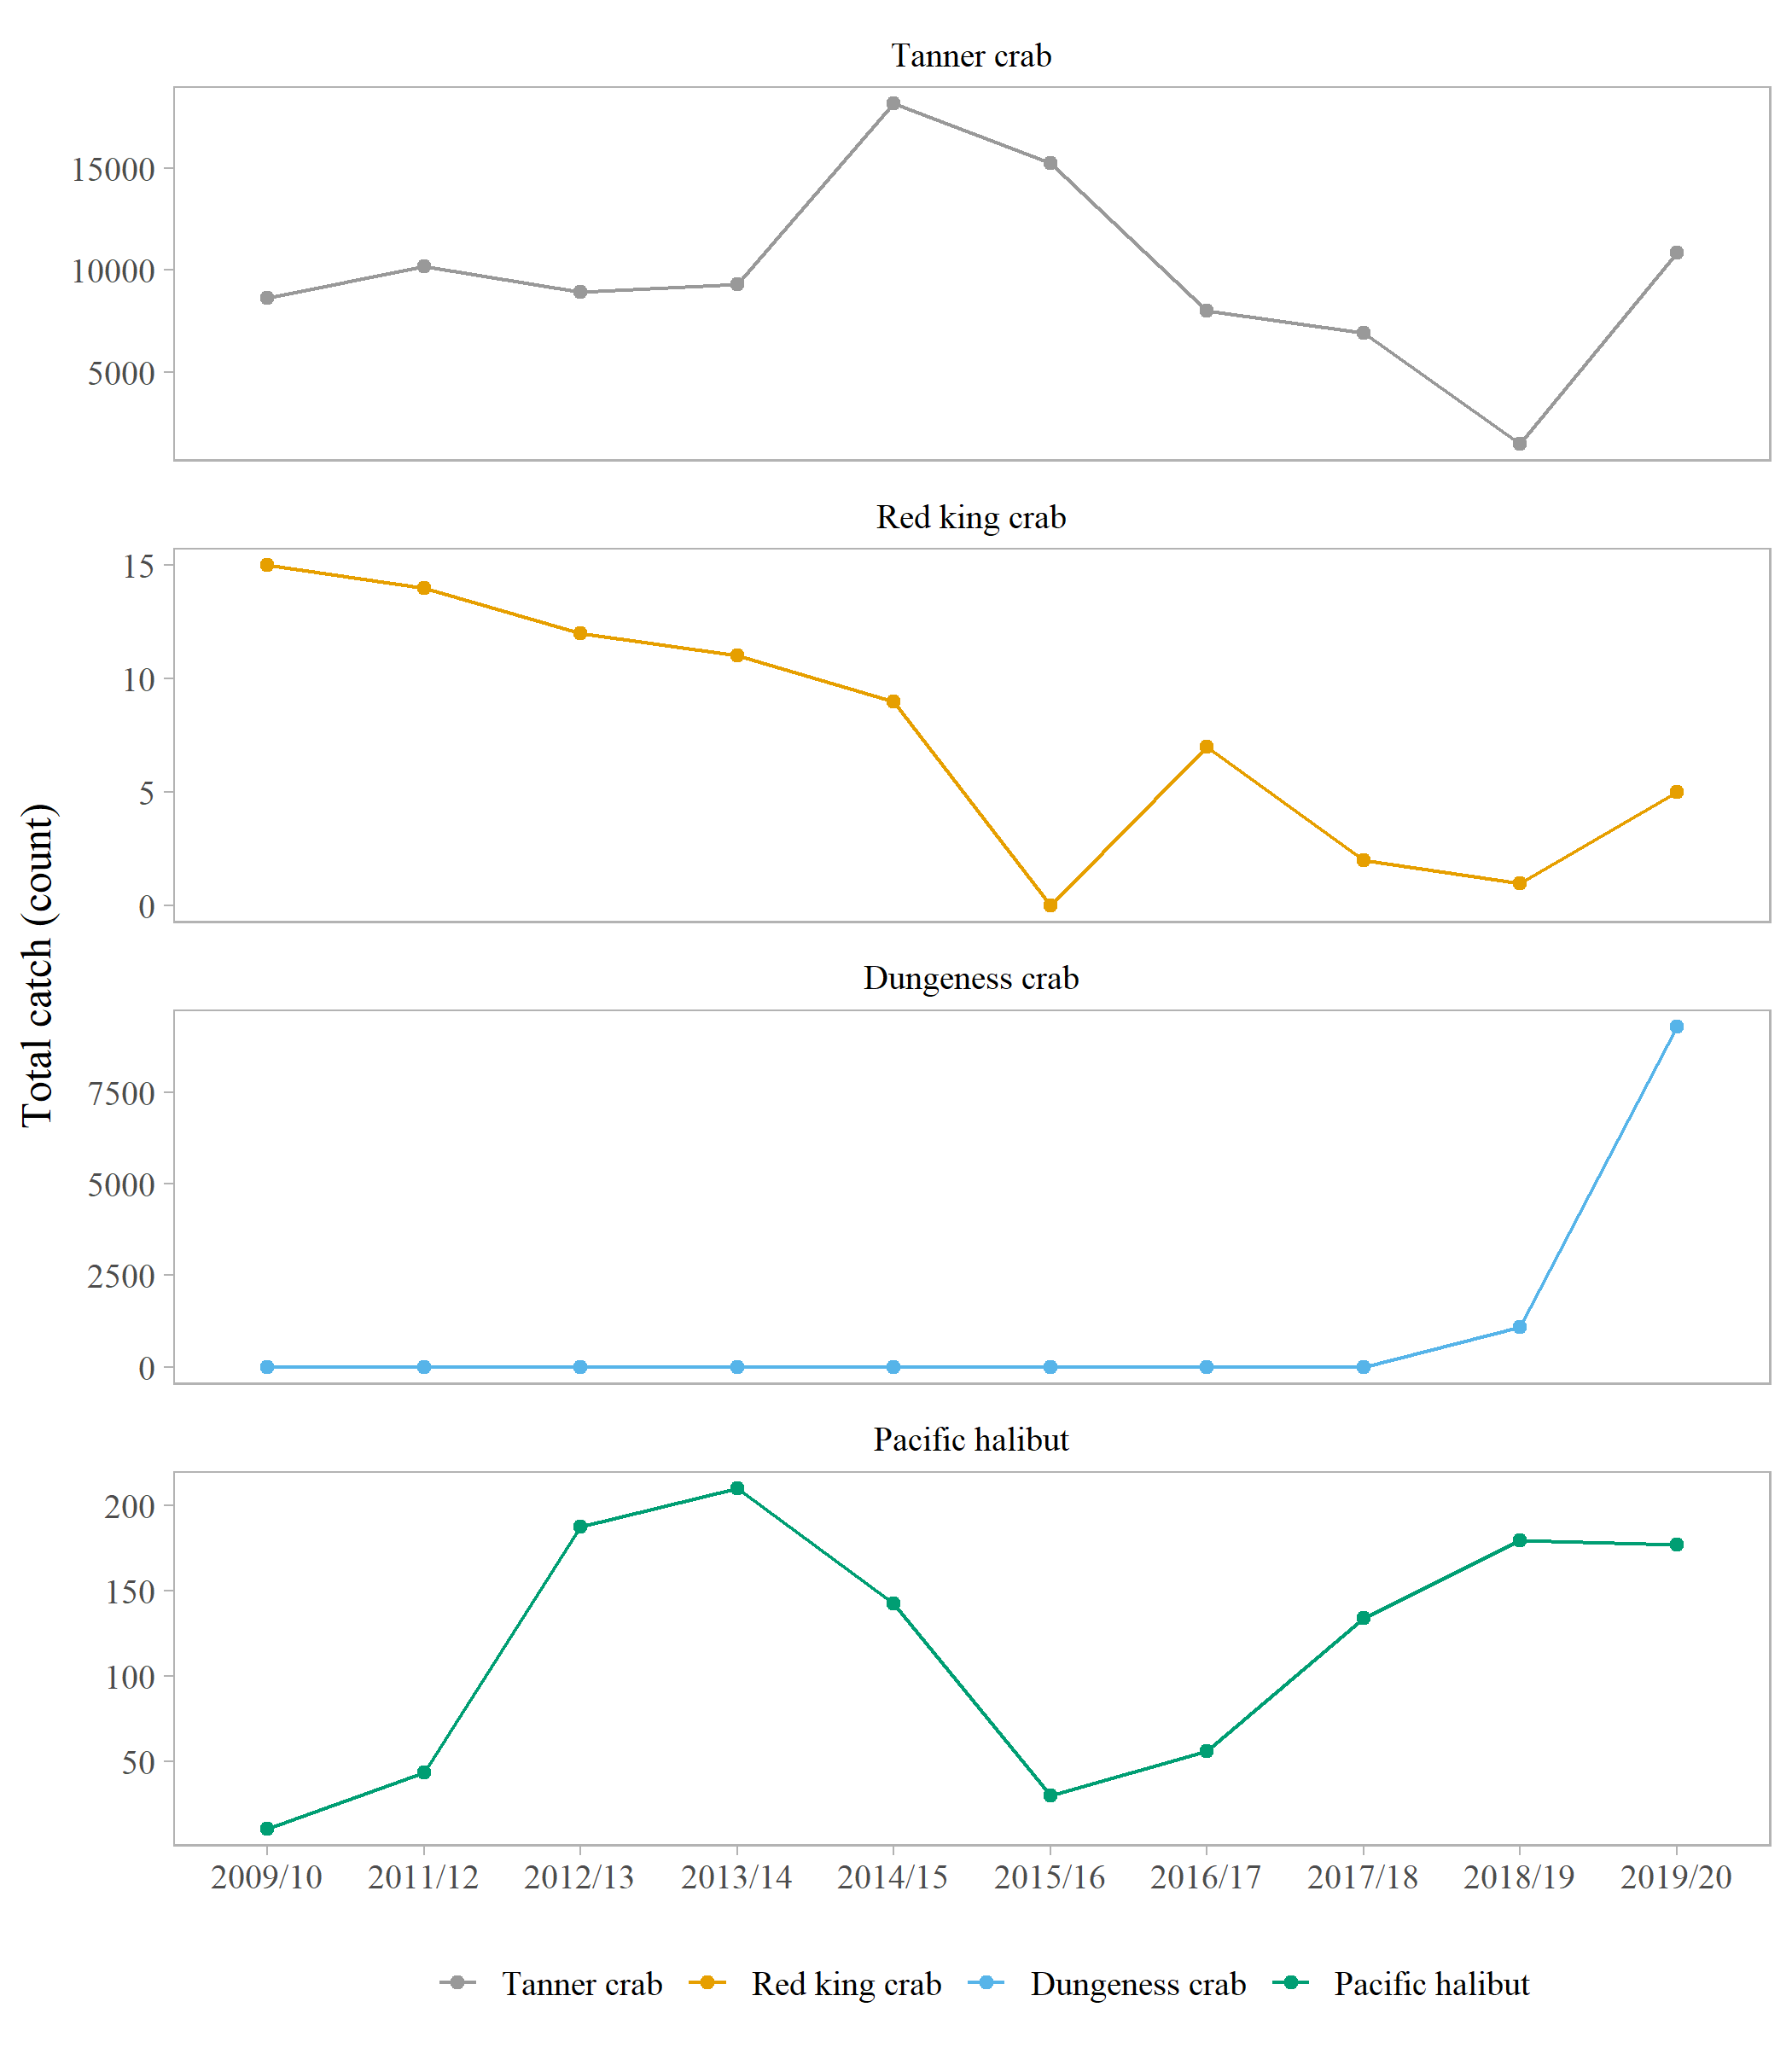 Tanner crab
15000
10000
5000
Red king crab
15
10
5
0
Total catch (count)
Dungeness crab
7500
5000
2500
0
Pacific halibut
200
150
100
50
2009/10 2011/12 2012/13 2013/14 2014/15 2015/16 2016/17 2017/18 2018/19 2019/20
Tanner crab Red king crab Dungeness crab Pacific halibut